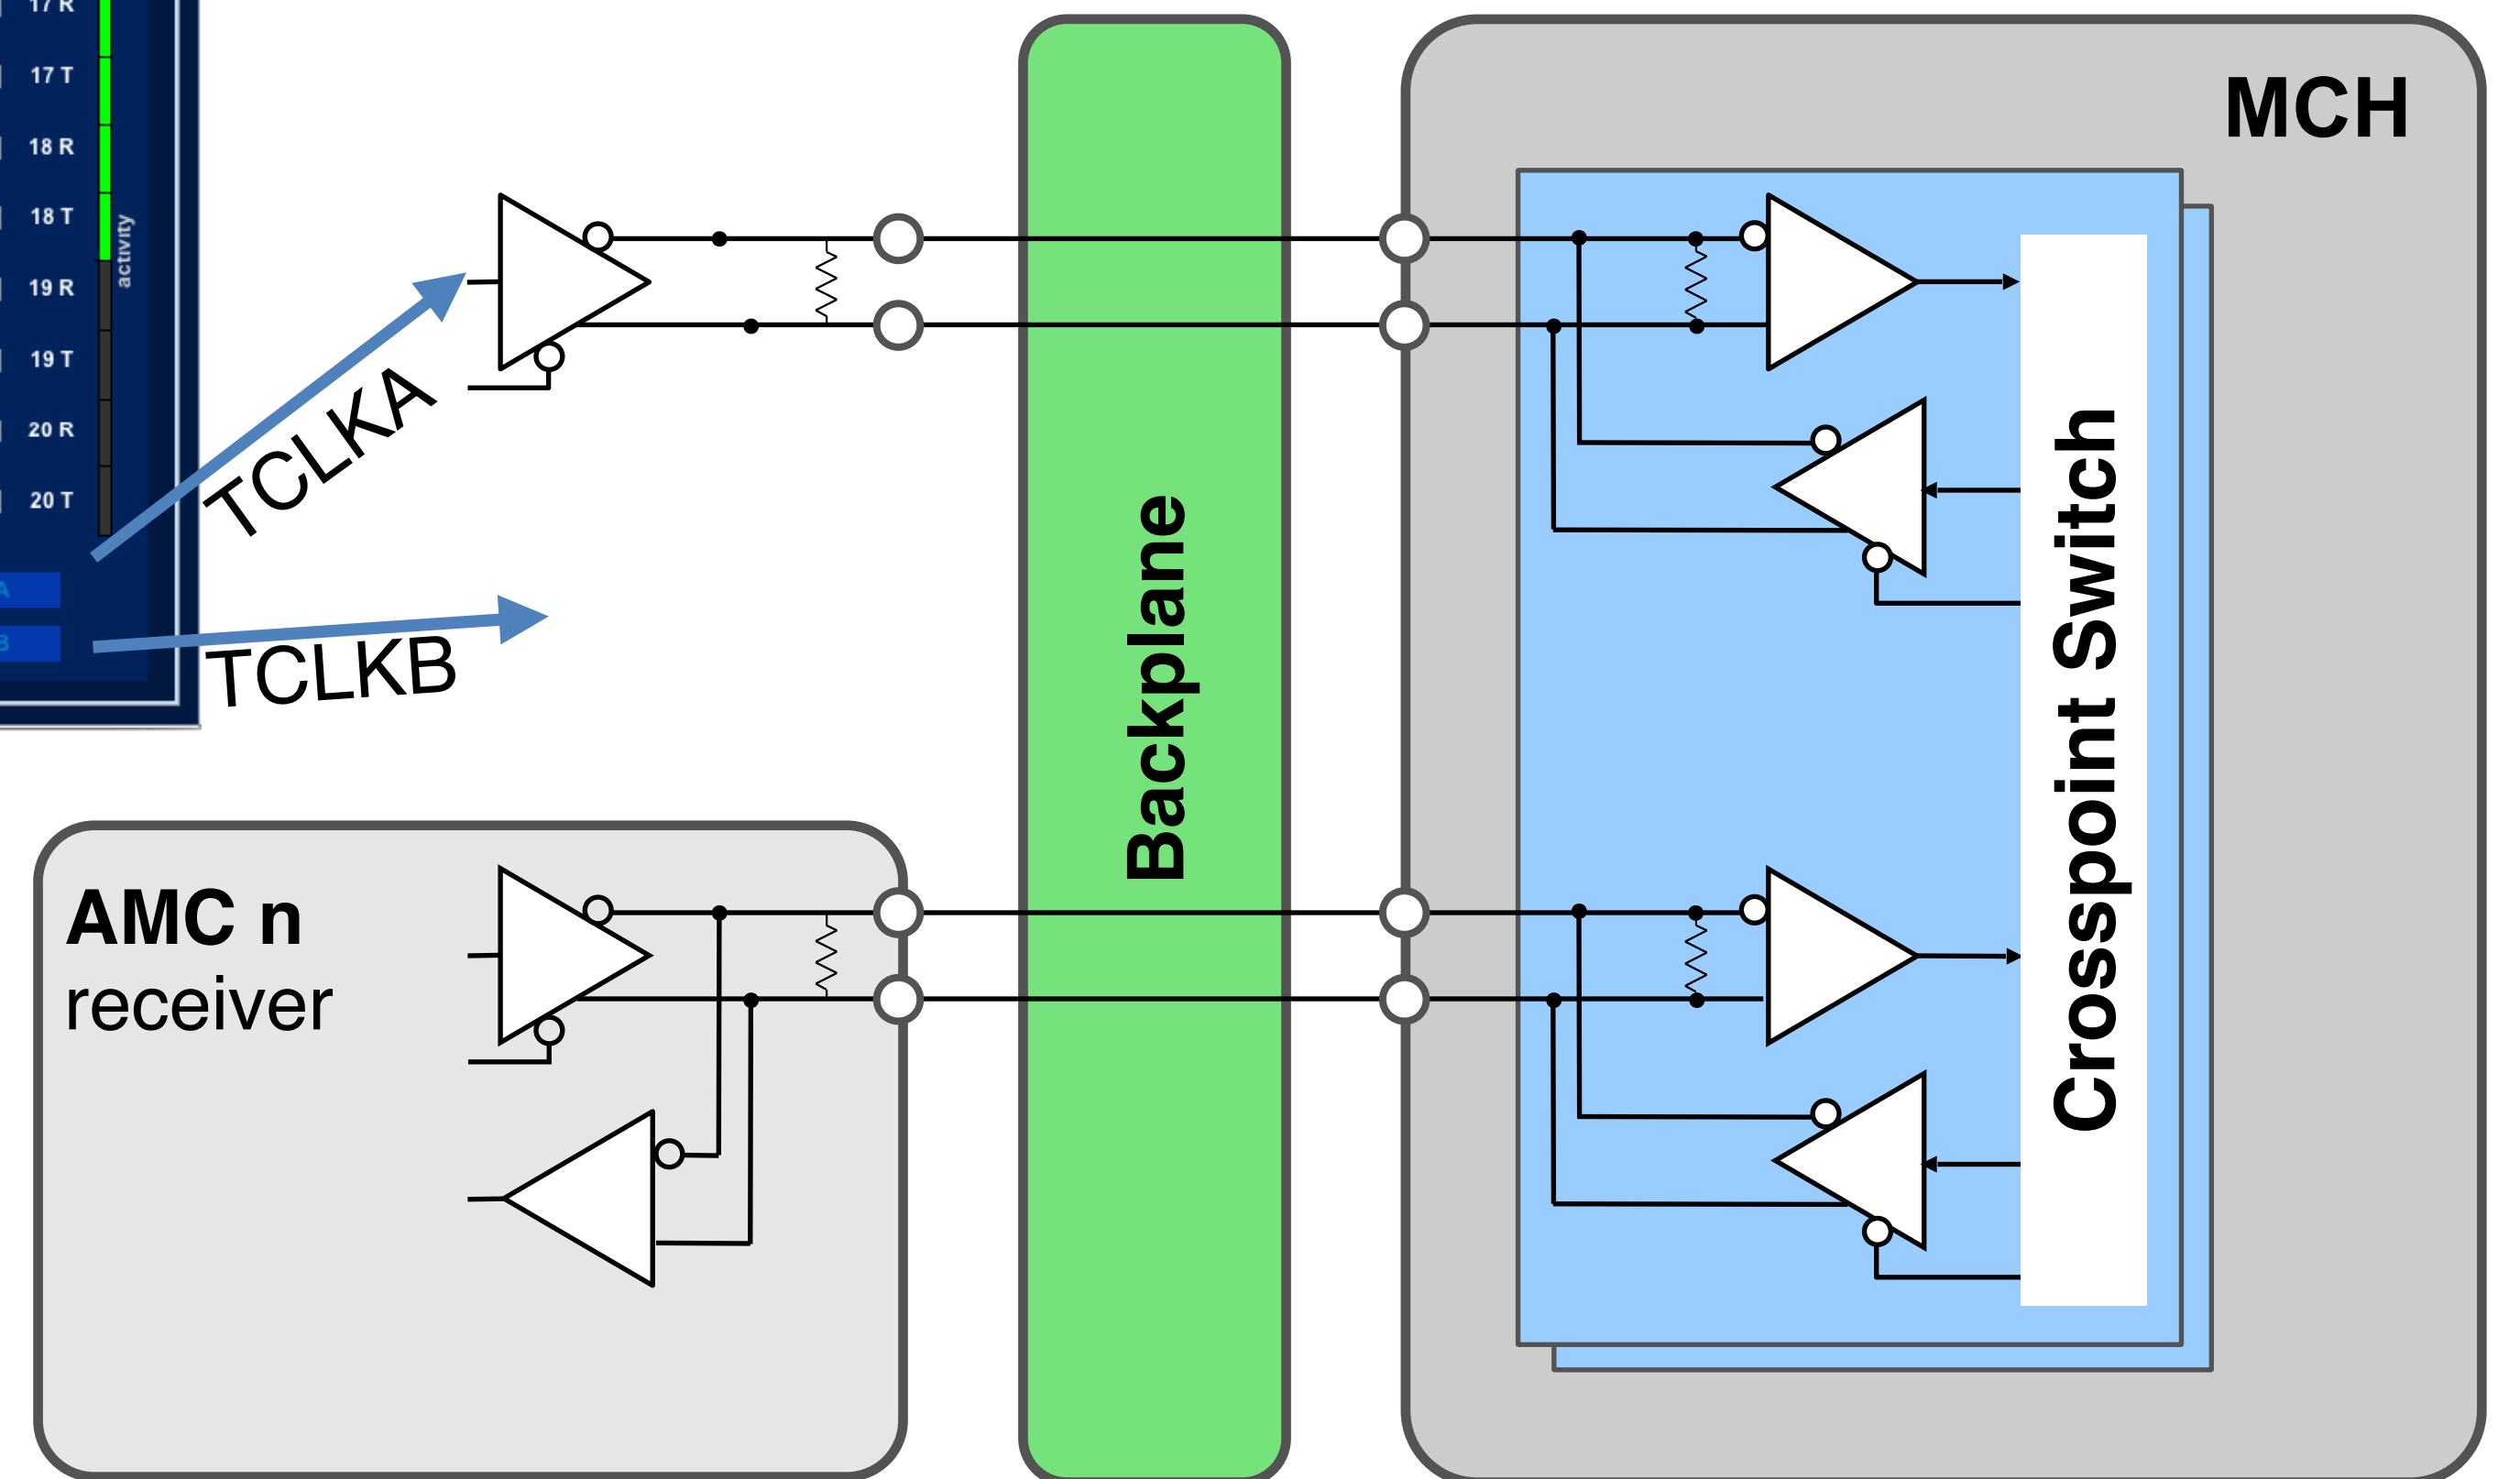 17 R
17 T
18 R
18 T
19 R
19 T
20 R
20 T
activity
A
B
TCLKA
TCLKB
AMC n
receiver
Backplane
MCH
Crosspoint Switch